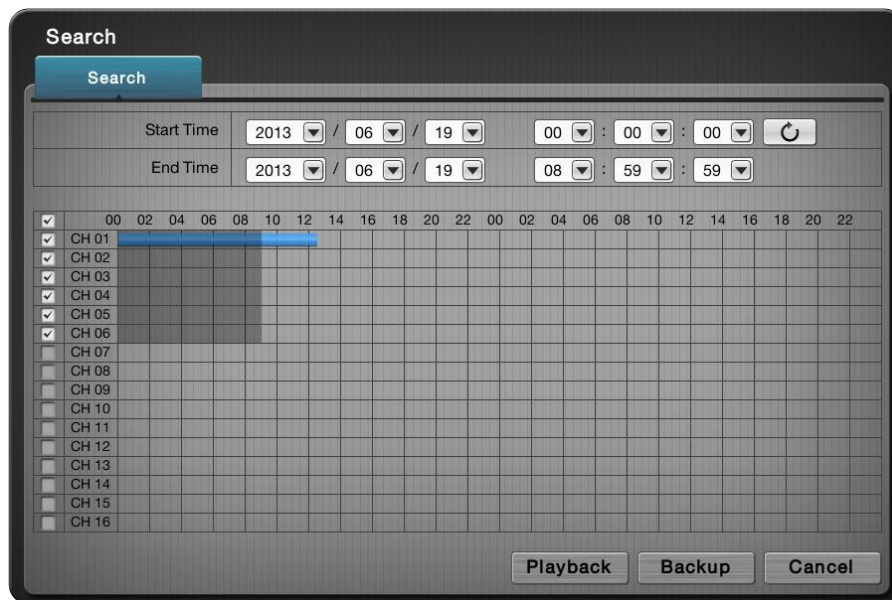 Search
Search
Start Time 2013 / 06 / 19 00 : 00 : 00
End Time 2013 / 06 / 19 08 : 59 : 59
00 02 04 06 08 10 12 14 16 18 20 22 00 02 04 06 08 10 12 14 16 18 20 22
CH 01
CH 02
CH 03
CH 04
CH 05
CH 06
CH 07
CH 08
CH 09
CH 10
CH 11
CH 12
CH 13
CH 14
CH 15
CH 16
Playback Backup Cancel